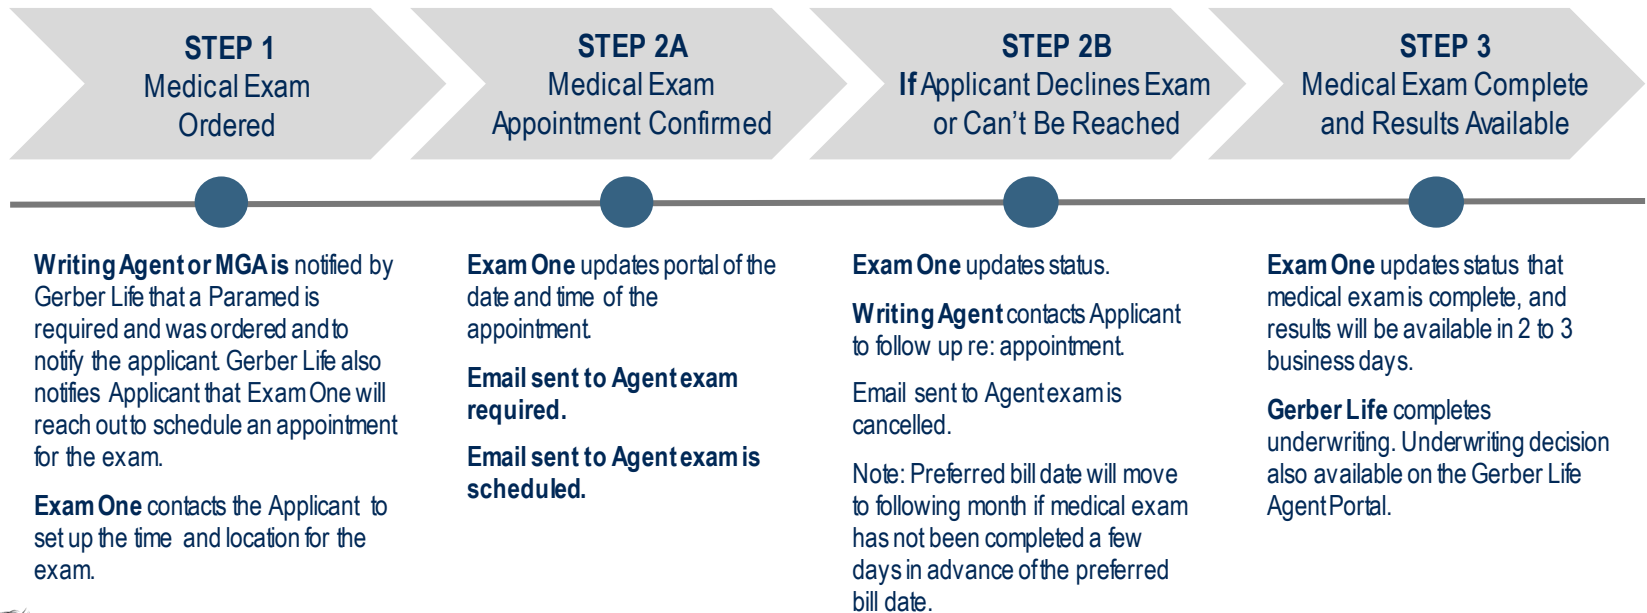 STEP 1
Medical Exam
Ordered
STEP 2A
Medical Exam
Appointment Confirmed
STEP 2B
If Applicant Declines Exam
or Can't Be Reached
STEP 3
Medical Exam Complete
and Results Available
Writing Agent or MGA is notified by
Gerber Life that a Paramed is
required and was ordered and to
notify the applicant. Gerber Life also
notifies Applicant that Exam One will
reach out to schedule an appointment
for the exam.
Exam One contacts the Applicant to
set up the time and location for the
exam.
Exam One updates portal of the
date and time of the
appointment.
Email sent to Agent exam
required.
Email sent to Agent exam is
scheduled.
Exam One updates status.
Writing Agent contacts Applicant
to follow up re: appointment.
Email sent to Agent exam is
cancelled.
Note: Preferred bill date will move
to following month if medical exam
has not been completed a few
days in advance of the preferred
bill date.
Exam One updates status that
medical exam is complete, and
results will be available in 2 to 3
business days.
Gerber Life completes
underwriting. Underwriting decision
also available on the Gerber Life
Agent Portal.